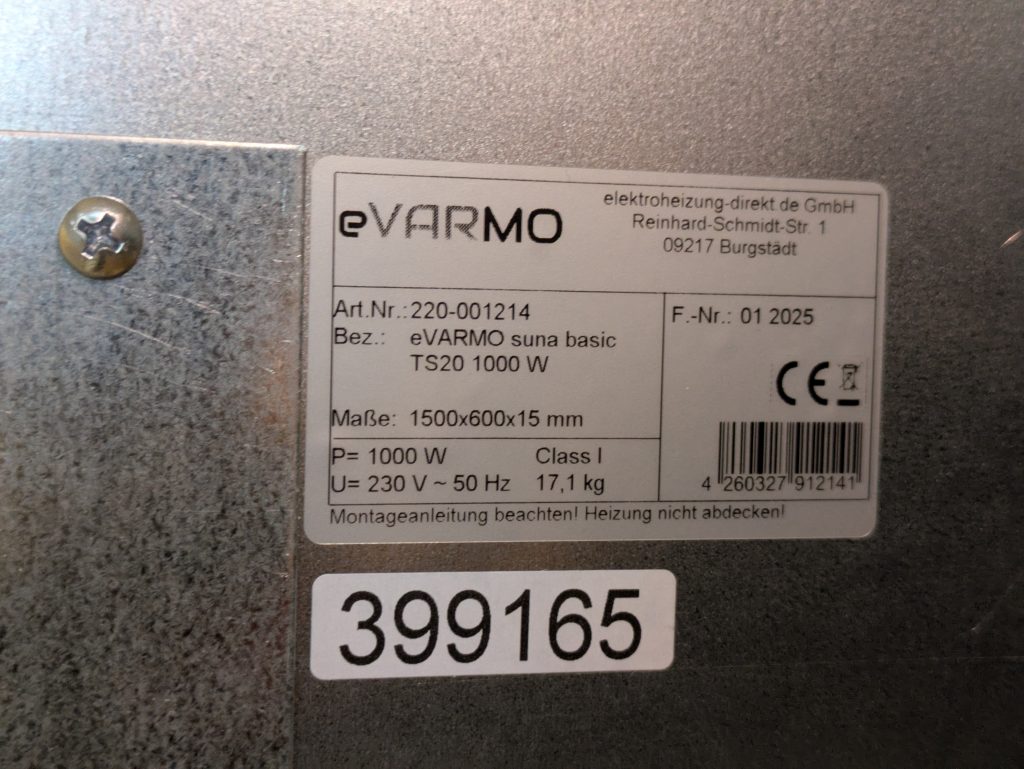 eVARMO
elektroheizung-direkt de GmbH
Reinhard-Schmidt-Str. 1
09217 Burgstädt
Art.Nr.: 220-001214
Bez.: eVARMO suna basic
TS20 1000 W
Maße: 1500x600x15 mm
F.-Nr.: 01 2025
CE
P= 1000 W Class I
U= 230 V ~ 50 Hz 17,1 kg
4 260327 912141
Montageanleitung beachten! Heizung nicht abdecken!
399165